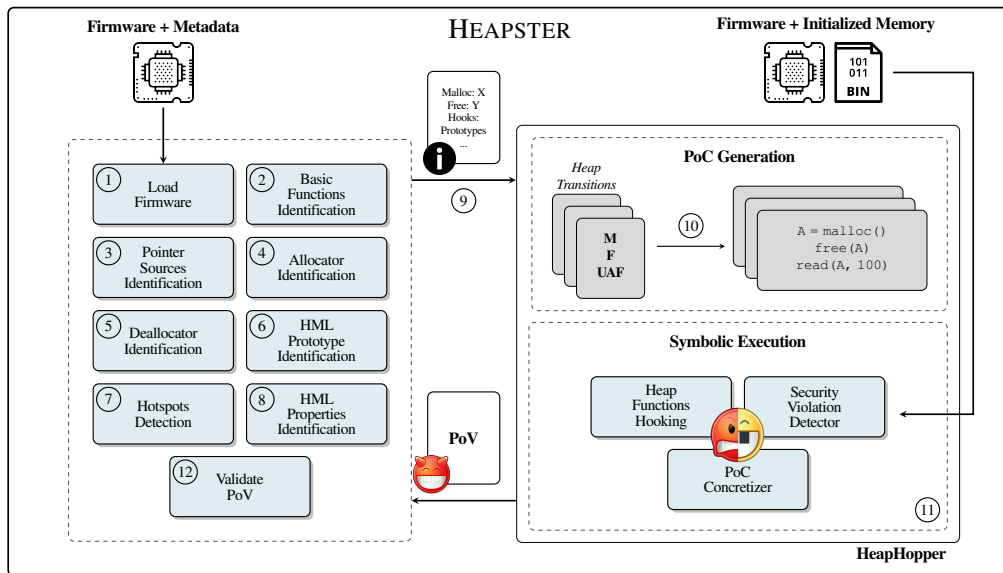 HEAPSTER
Firmware + Metadata
Firmware + Initialized Memory
101
011
BIN
Malloc: X
Free: Y
Hooks:
Prototypes
...
i
9
1
Load
Firmware
2
Basic
Functions
Identification
3
Pointer
Sources
Identification
4
Allocator
Identification
5
Deallocator
Identification
6
HML
Prototype
Identification
7
Hotspots
Detection
8
HML
Properties
Identification
12
Validate
PoV
PoV
PoC Generation
Heap
Transitions
M
F
UAF
10
A = malloc()
free(A)
read(A, 100)
Symbolic Execution
Heap
Functions
Hooking
Security
Violation
Detector
PoC
Concretizer
11
HeapHopper